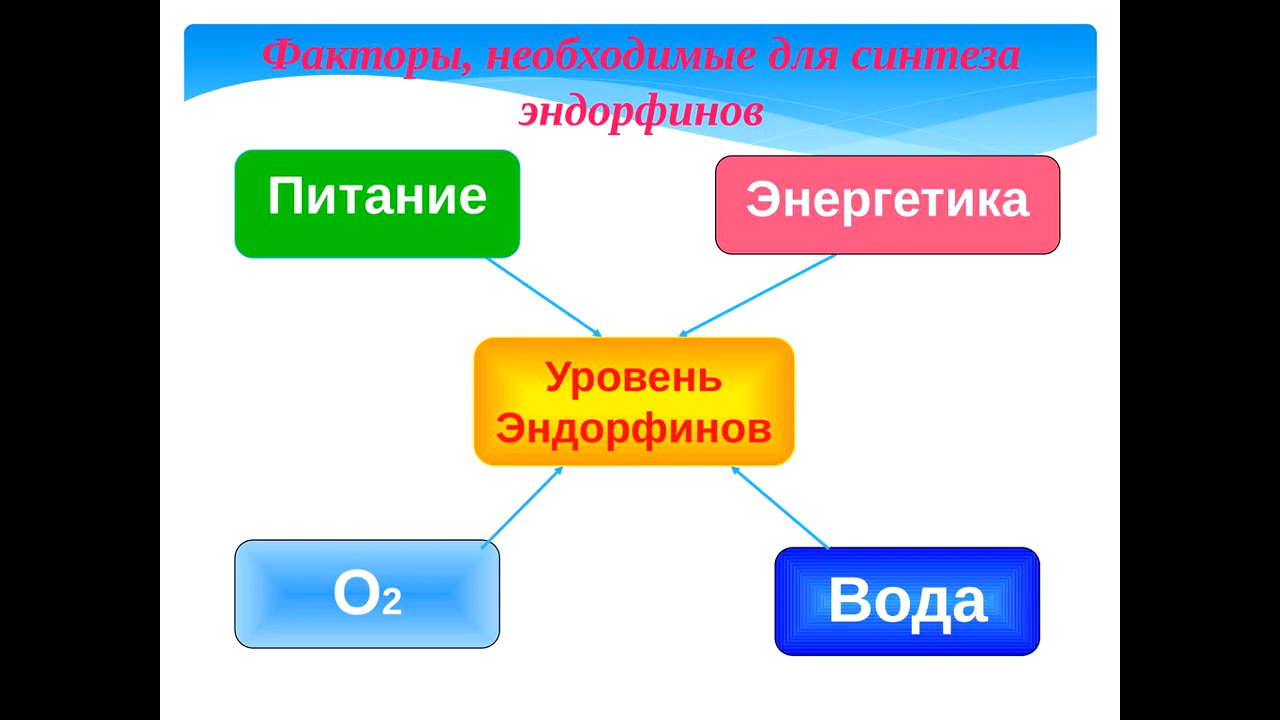 Факторы, необходимые для синтеза
эндорфинов
Питание
Энергетика
Уровень
Эндорфинов
O2
Вода